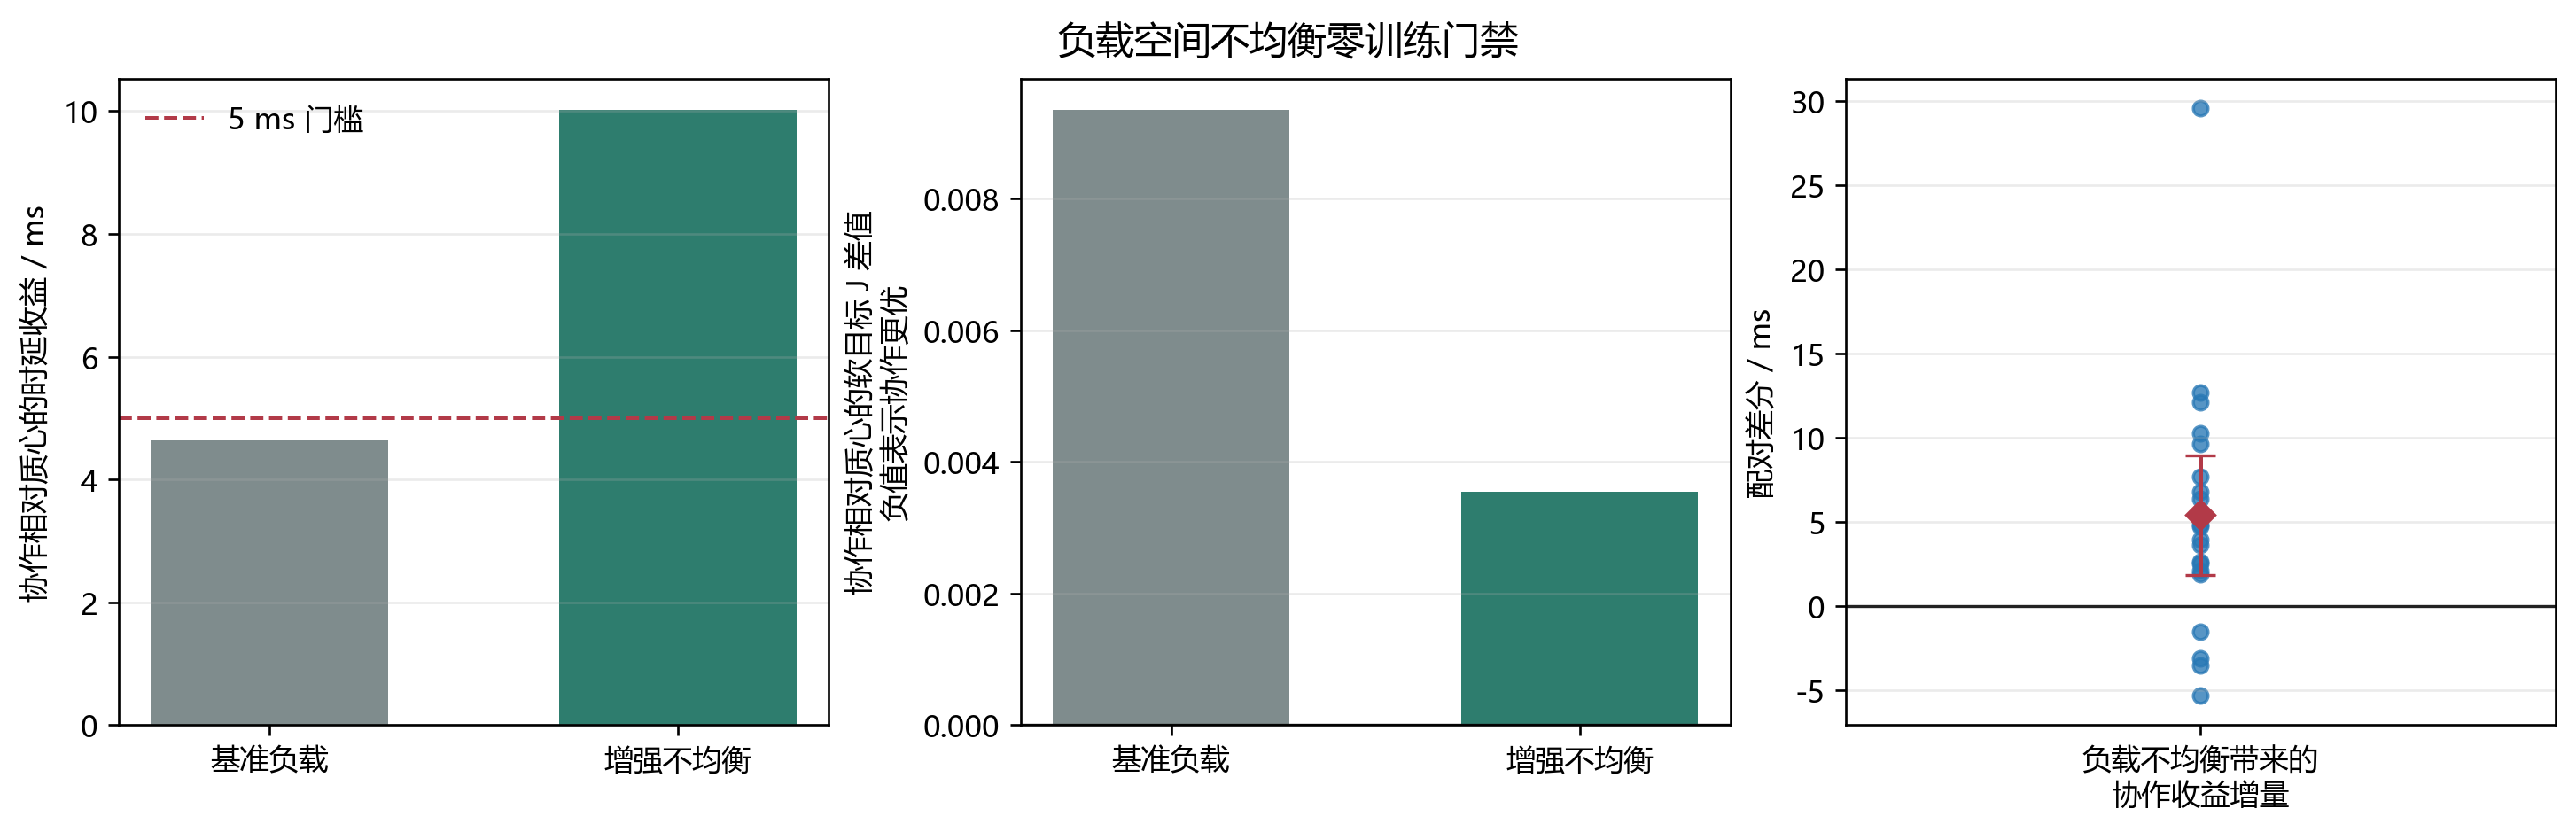 负载空间不均衡零训练门禁
协作相对质心的时延收益 / ms
10
8
6
4
2
0
5 ms 门槛
基准负载
增强不均衡
协作相对质心的软目标 J 差值
负值表示协作更优
0.008
0.006
0.004
0.002
0.000
基准负载
增强不均衡
配对差分 / ms
30
25
20
15
10
5
0
-5
负载不均衡带来的
协作收益增量